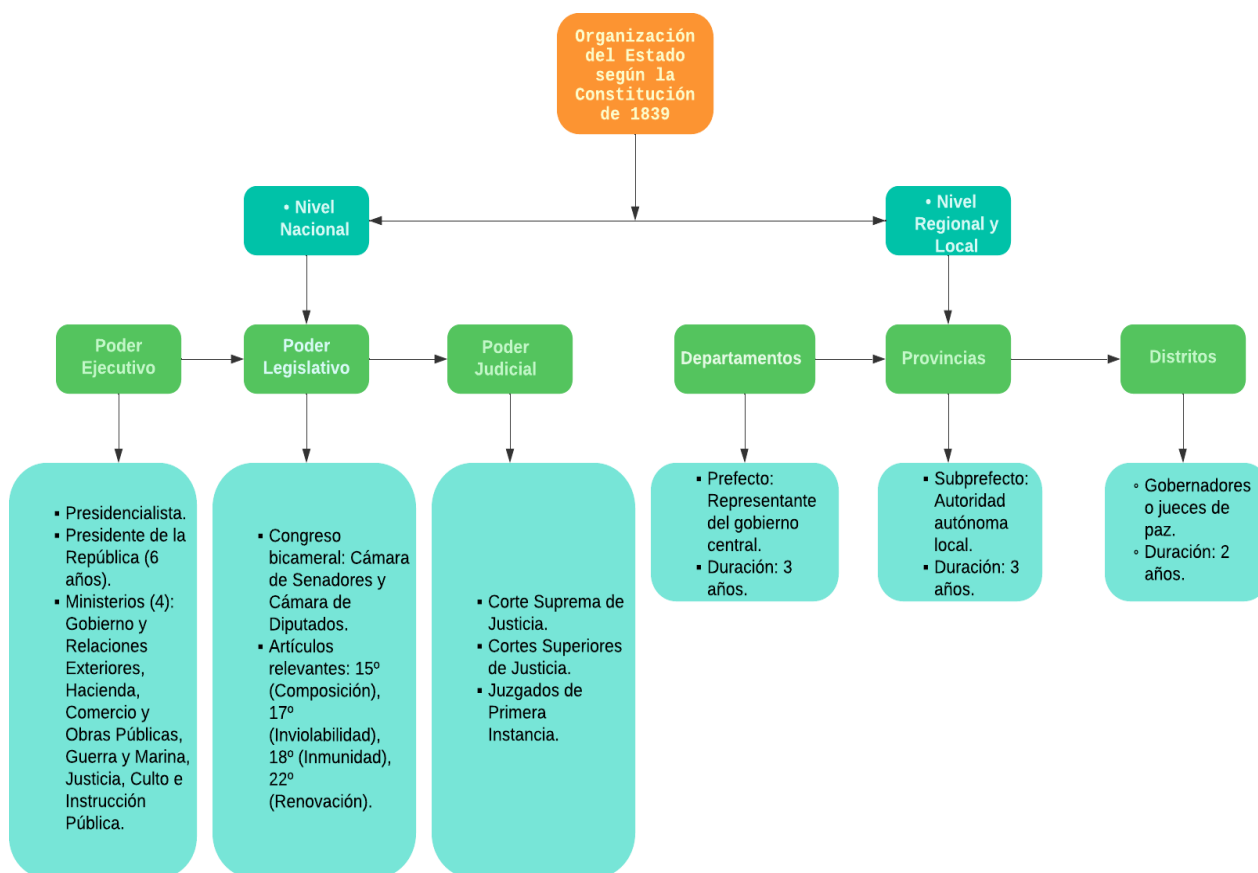 Organización
del Estado
según la
Constitución
de 1839
• Nivel
Nacional
• Nivel
Regional y
Local
Poder
Ejecutivo
Poder
Legislativo
Poder
Judicial
Departamentos
Provincias
Distritos
▪ Presidencialista.
▪ Presidente de la
República (6
años).
▪ Ministerios (4):
Gobierno y
Relaciones
Exteriores,
Hacienda,
Comercio y
Obras Públicas,
Guerra y Marina,
Justicia, Culto e
Instrucción
Pública.
▪ Congreso
bicameral: Cámara
de Senadores y
Cámara de
Diputados.
▪ Artículos
relevantes: 15º
(Composición),
17º
(Inviolabilidad),
18º (Inmunidad),
22º
(Renovación).
▪ Corte Suprema de
Justicia.
▪ Cortes Superiores
de Justicia.
▪ Juzgados de
Primera
Instancia.
▪ Prefecto:
Representante
del gobierno
central.
▪ Duración: 3
años.
▪ Subprefecto:
Autoridad
autónoma
local.
▪ Duración: 3
años.
◦ Gobernadores
o jueces de
paz.
◦ Duración: 2
años.